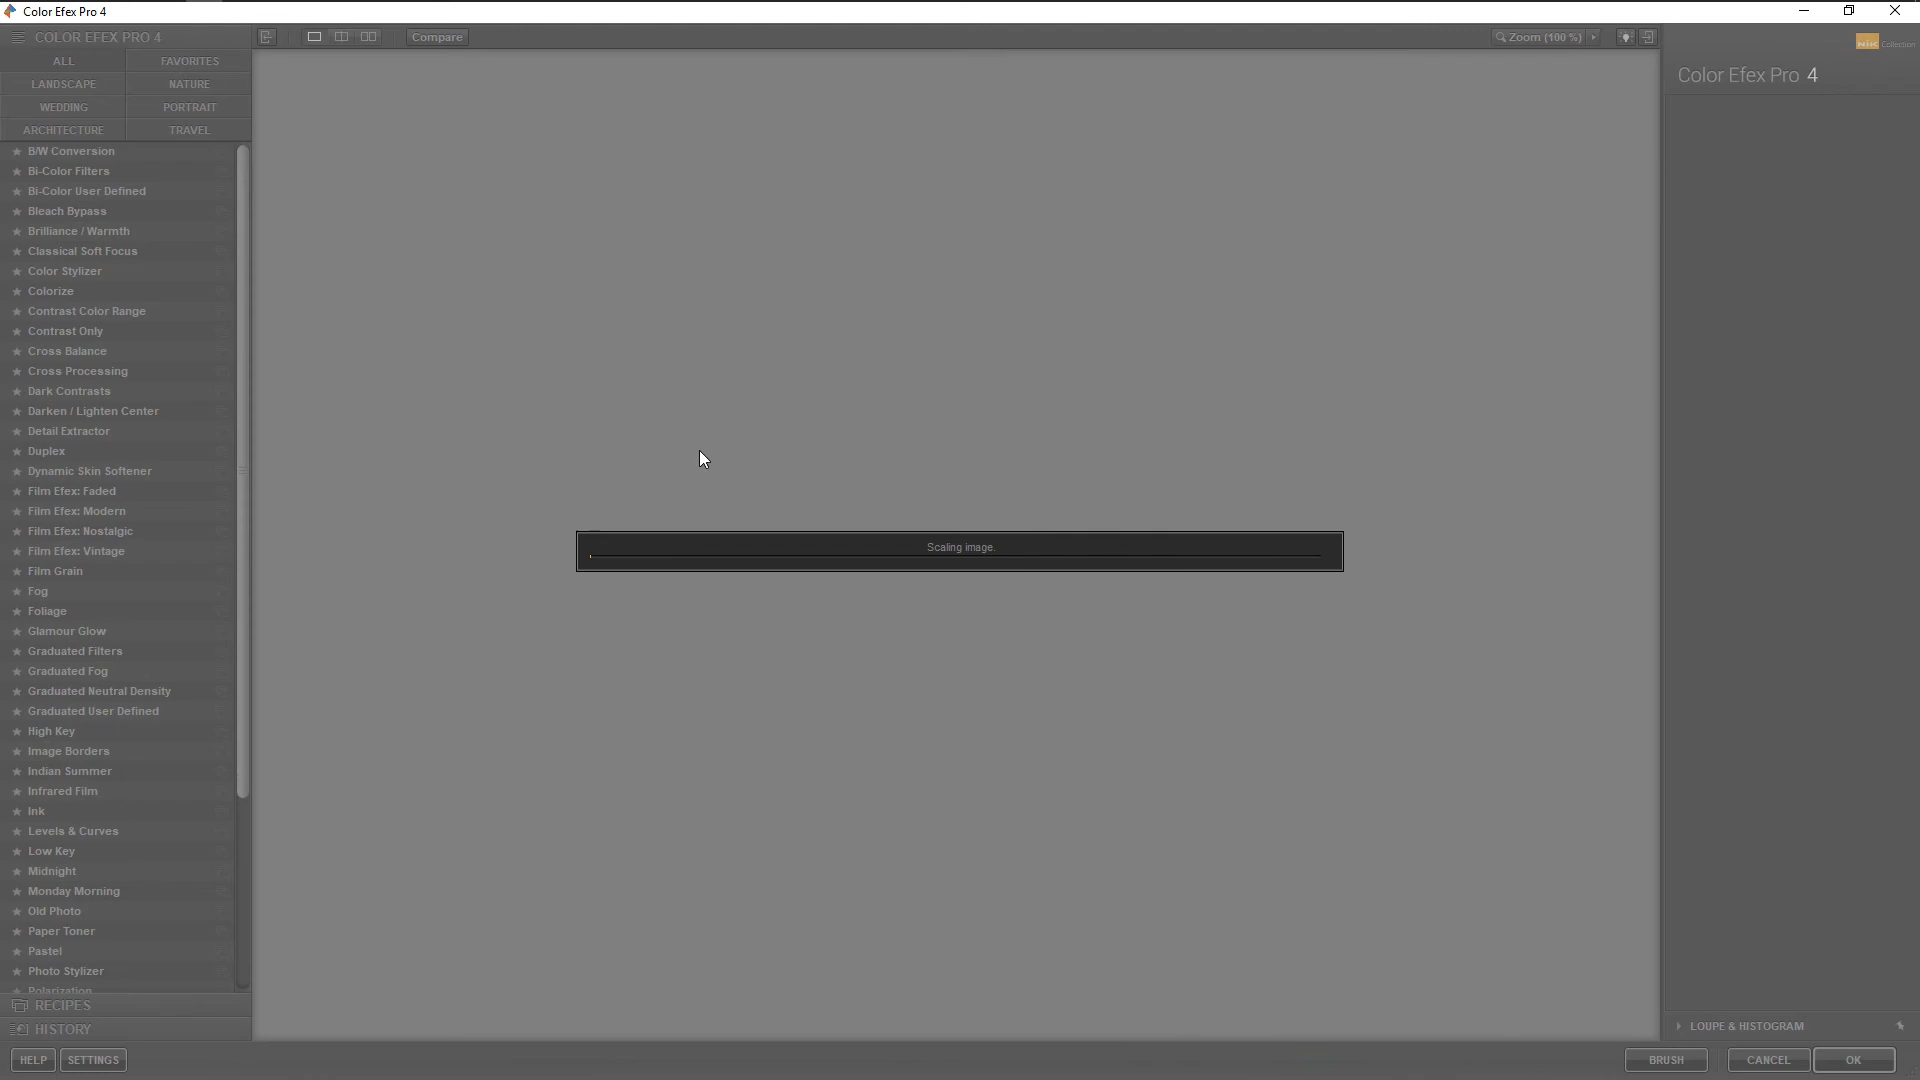 Color Efex Pro 4
COLOR EFEX PRO 4
Compare
Zoom (100 %)
NIK Collection
ALL
FAVORITES
LANDSCAPE
NATURE
WEDDING
PORTRAIT
ARCHITECTURE
TRAVEL
Color Efex Pro 4
B/W Conversion
Bi-Color Filters
Bi-Color User Defined
Bleach Bypass
Brilliance / Warmth
Classical Soft Focus
Color Stylizer
Colorize
Contrast Color Range
Contrast Only
Cross Balance
Cross Processing
Dark Contrasts
Darken / Lighten Center
Detail Extractor
Duplex
Dynamic Skin Softener
Film Efex: Faded
Film Efex: Modern
Film Efex: Nostalgic
Film Efex: Vintage
Film Grain
Fog
Foliage
Glamour Glow
Graduated Filters
Graduated Fog
Graduated Neutral Density
Graduated User Defined
High Key
Image Borders
Indian Summer
Infrared Film
Ink
Levels & Curves
Low Key
Midnight
Monday Morning
Old Photo
Paper Toner
Pastel
Photo Stylizer
Polarization
Scaling image.
RECIPES
HISTORY
LOUPE & HISTOGRAM
HELP
SETTINGS
BRUSH
CANCEL
OK